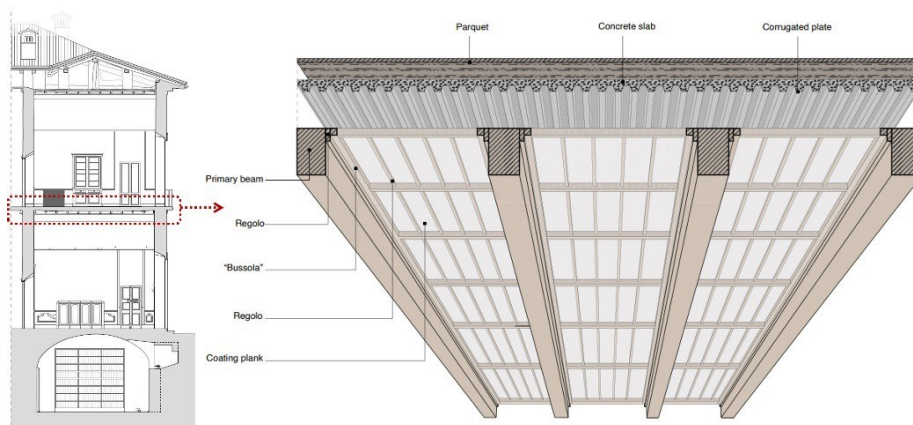 Parquet
Concrete slab
Corrugated plate
Primary beam
Regolo
“Bussola”
Regolo
Coating plank